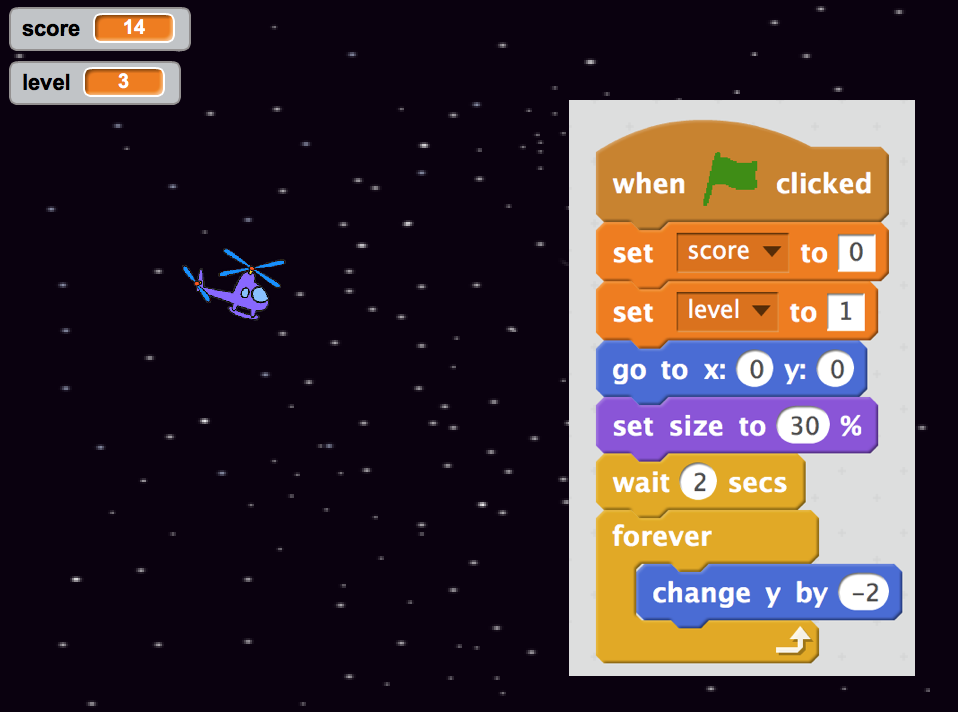 score 14
level 3
when clicked
set score to 0
set level to 1
go to x: 0 y: 0
set size to 30 %
wait 2 secs
forever
change y by -2